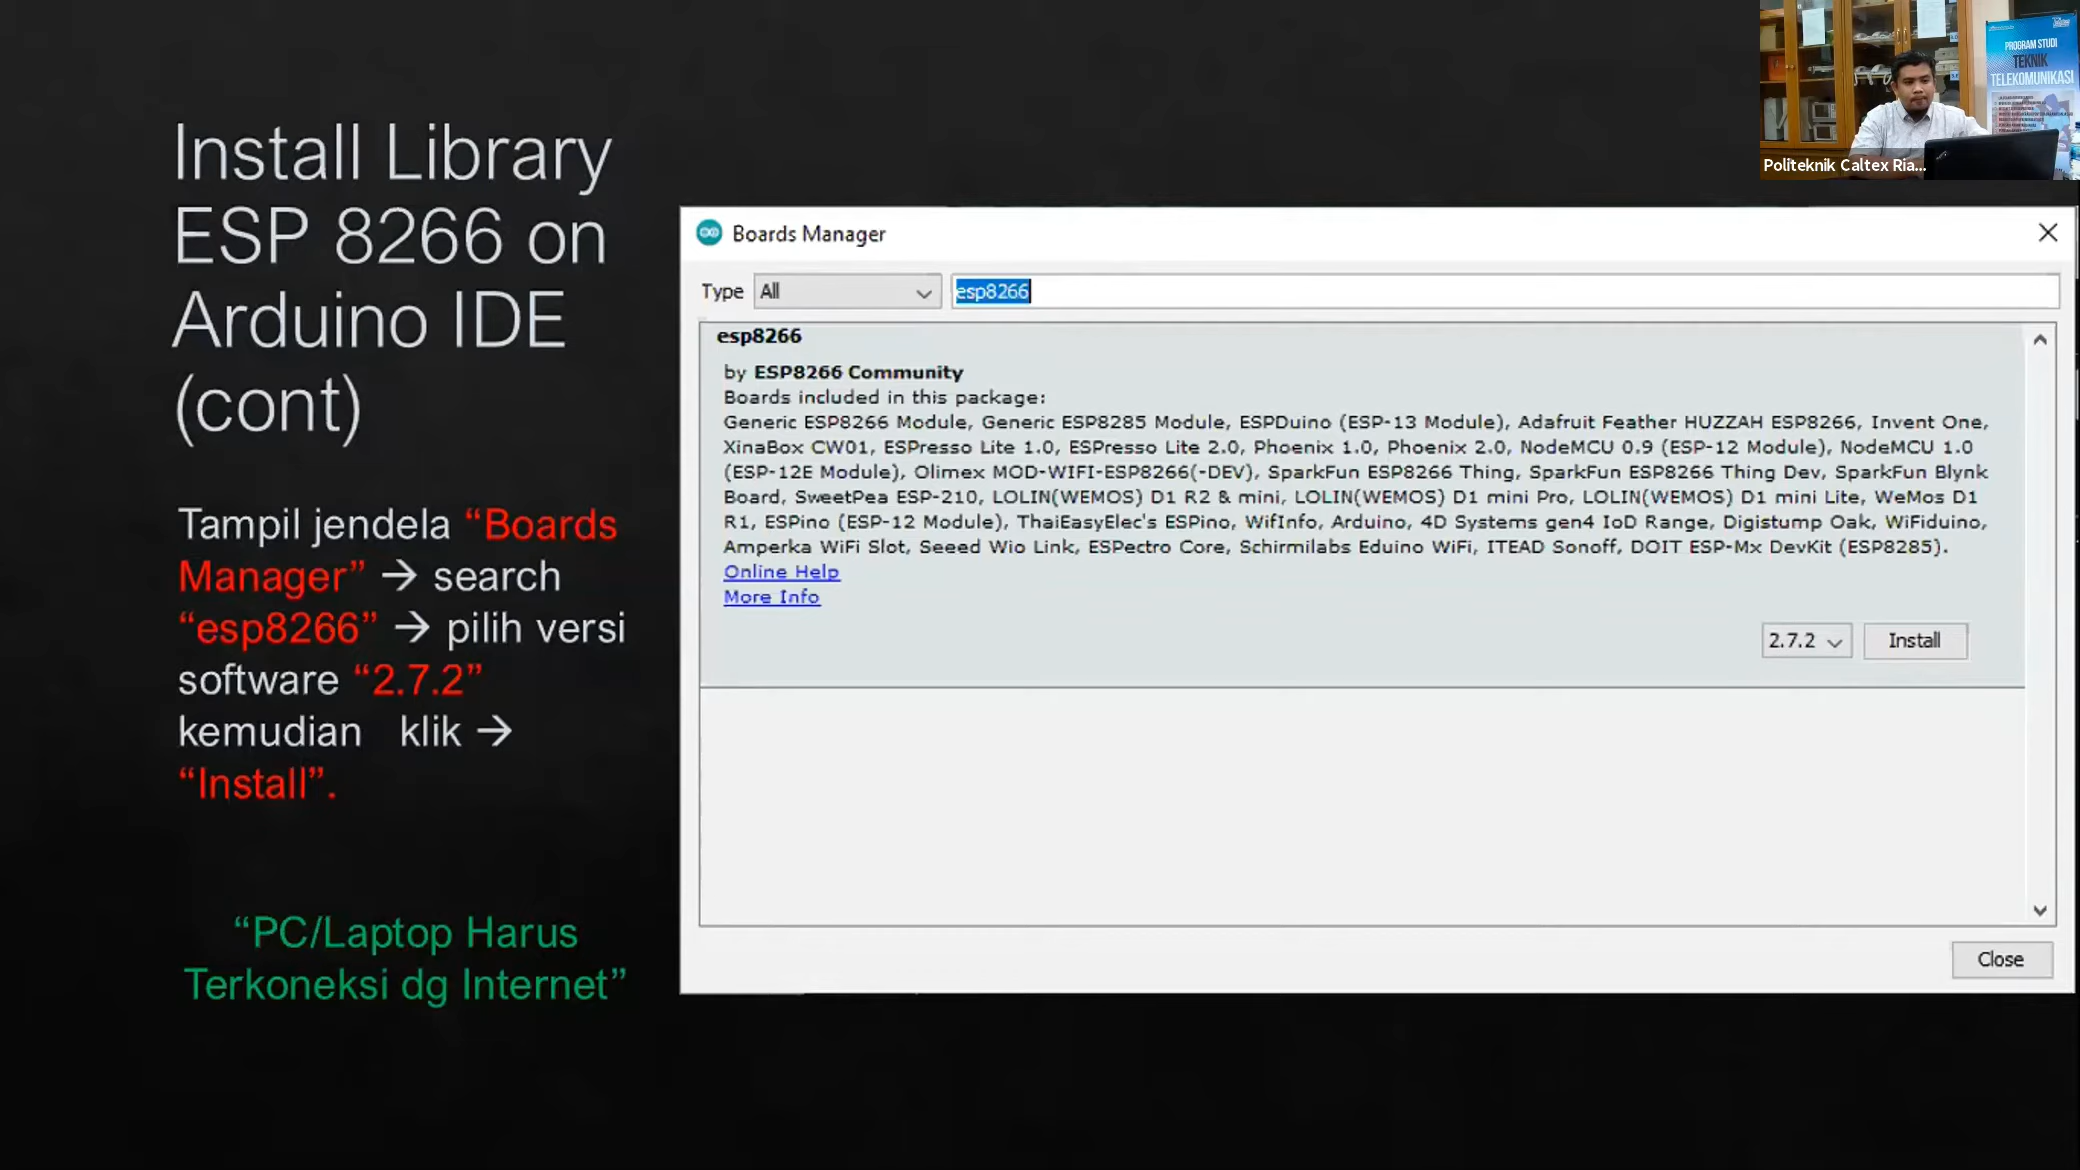 Install Library
ESP 8266 on
Arduino IDE
(cont)
Tampil jendela “Boards
Manager” → search
“esp8266” → pilih versi
software “2.7.2”
kemudian klik →
“Install”.
“PC/Laptop Harus
Terkoneksi dg Internet”
PROGRAM STUDI
TEKNIK
TELEKOMUNIKASI
Politeknik Caltex Ria...
Boards Manager
Type All esp8266
esp8266
by ESP8266 Community
Boards included in this package:
Generic ESP8266 Module, Generic ESP8285 Module, ESPDuino (ESP-13 Module), Adafruit Feather HUZZAH ESP8266, Invent One,
XinaBox CW01, ESPresso Lite 1.0, ESPresso Lite 2.0, Phoenix 1.0, Phoenix 2.0, NodeMCU 0.9 (ESP-12 Module), NodeMCU 1.0
(ESP-12E Module), Olimex MOD-WIFI-ESP8266(-DEV), SparkFun ESP8266 Thing, SparkFun ESP8266 Thing Dev, SparkFun Blynk
Board, SweetPea ESP-210, LOLIN(WEMOS) D1 R2 & mini, LOLIN(WEMOS) D1 mini Pro, LOLIN(WEMOS) D1 mini Lite, WeMos D1
R1, ESPino (ESP-12 Module), ThaiEasyElec's ESPino, WifInfo, Arduino, 4D Systems gen4 IoD Range, Digistump Oak, WiFiduino,
Amperka WiFi Slot, Seeed Wio Link, ESPectro Core, Schirmilabs Eduino WiFi, ITEAD Sonoff, DOIT ESP-Mx DevKit (ESP8285).
Online Help
More Info
2.7.2 Install
Close